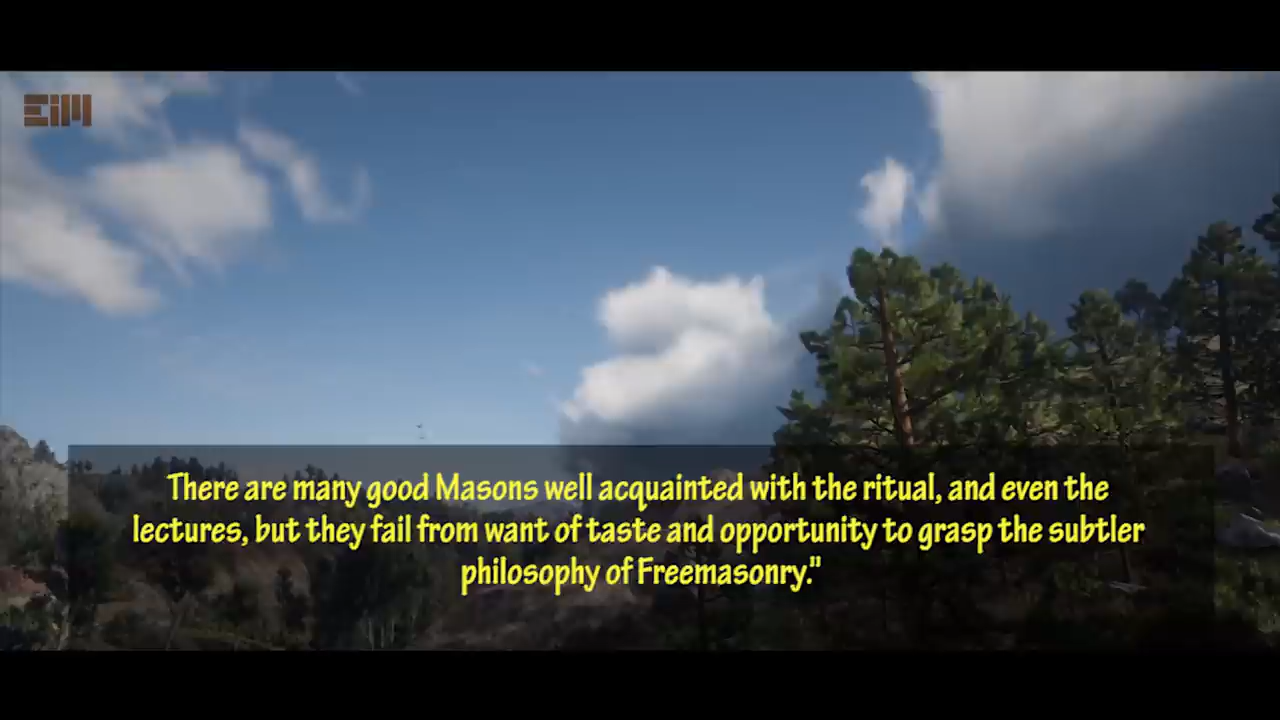 EiM
There are many good Masons well acquainted with the ritual, and even the
lectures, but they fail from want of taste and opportunity to grasp the subtler
philosophy of Freemasonry."